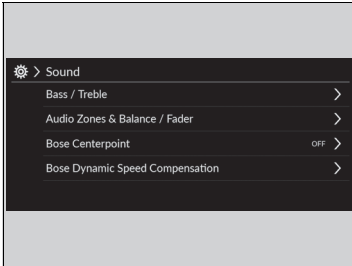 > Sound
Bass / Treble >
Audio Zones & Balance / Fader >
Bose Centerpoint OFF >
Bose Dynamic Speed Compensation >